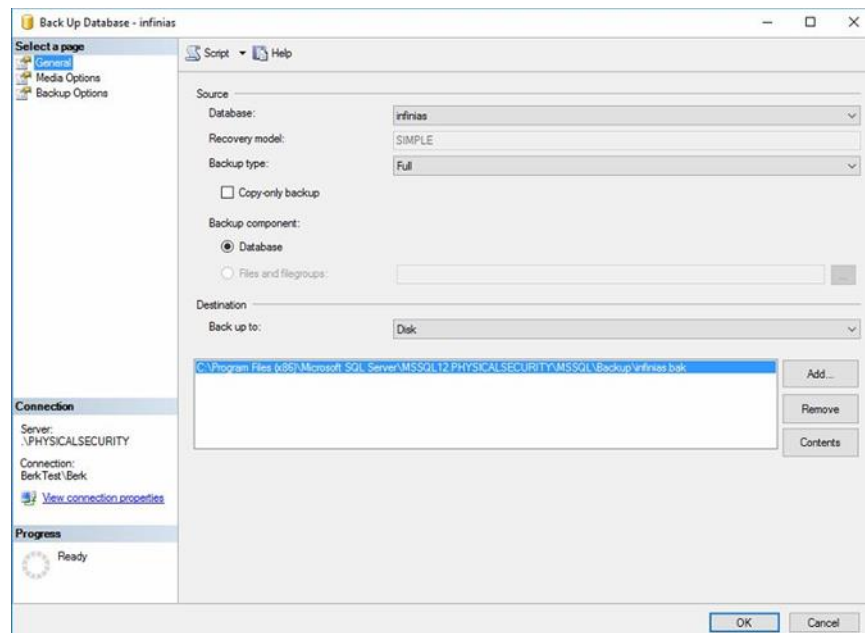 Back Up Database - infinias
Select a page
General
Media Options
Backup Options
Script
Help
Source
Database:
infinias
Recovery model:
SIMPLE
Backup type:
Full
Copy-only backup
Backup component:
Database
Files and filegroups:
...
Destination
Back up to:
Disk
C:\Program Files (x86)\Microsoft SQL Server\MSSQL12.PHYSICALSECURITY\MSSQL\Backup\infinias.bak
Add...
Remove
Contents
Connection
Server:
.\PHYSICALSECURITY
Connection:
BerkTest\Berk
View connection properties
Progress
Ready
OK
Cancel